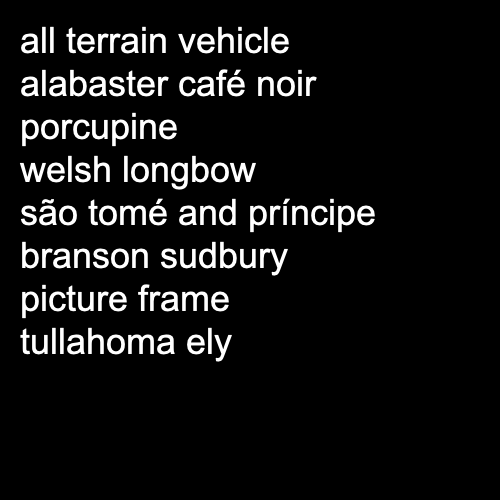 all terrain vehicle
alabaster café noir
porcupine
welsh longbow
são tomé and príncipe
branson sudbury
picture frame
tullahoma ely